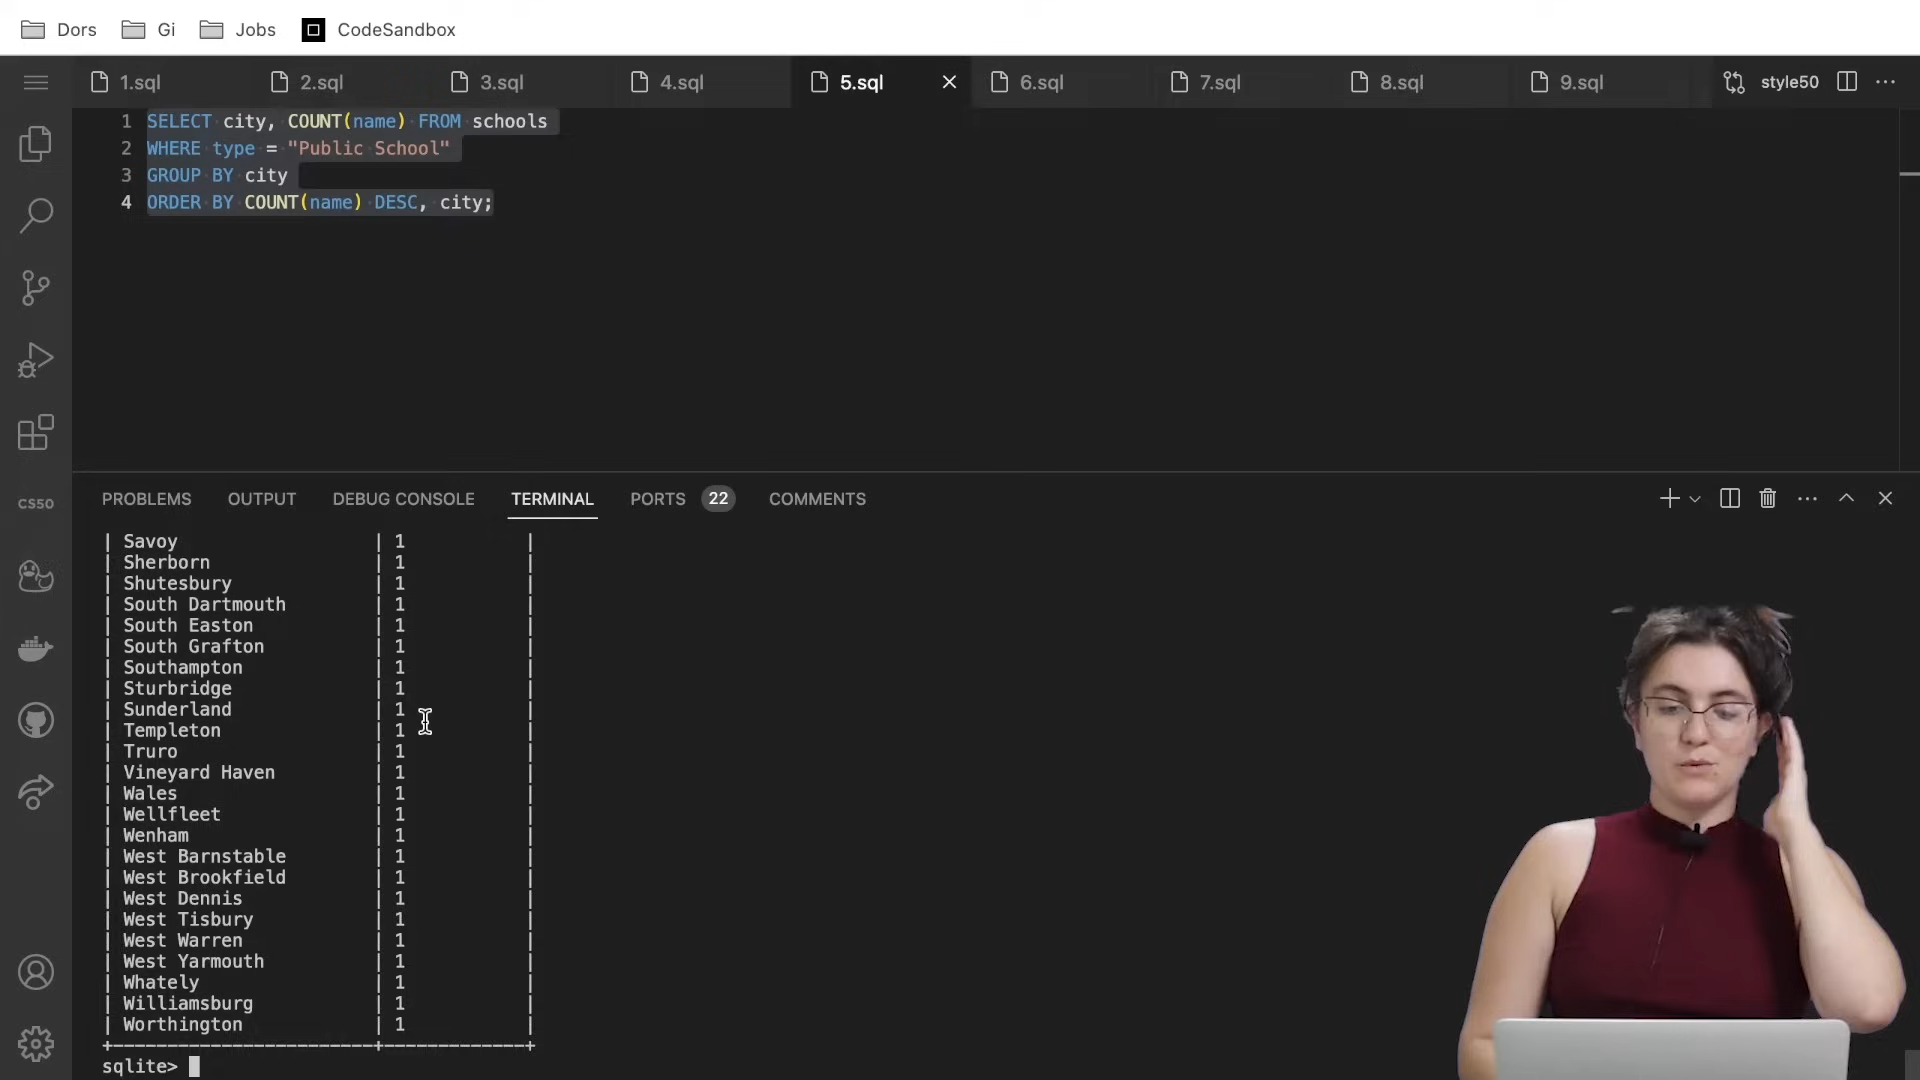 Dors Gi Jobs CodeSandbox
1.sql 2.sql 3.sql 4.sql 5.sql 6.sql 7.sql 8.sql 9.sql style50
1 SELECT city, COUNT(name) FROM schools
2 WHERE type = "Public School"
3 GROUP BY city
4 ORDER BY COUNT(name) DESC, city;
CS50
PROBLEMS OUTPUT DEBUG CONSOLE TERMINAL PORTS 22 COMMENTS
| Savoy | 1 |
| Sherborn | 1 |
| Shutesbury | 1 |
| South Dartmouth | 1 |
| South Easton | 1 |
| South Grafton | 1 |
| Southampton | 1 |
| Sturbridge | 1 |
| Sunderland | 1 |
| Templeton | 1 |
| Truro | 1 |
| Vineyard Haven | 1 |
| Wales | 1 |
| Wellfleet | 1 |
| Wenham | 1 |
| West Barnstable | 1 |
| West Brookfield | 1 |
| West Dennis | 1 |
| West Tisbury | 1 |
| West Warren | 1 |
| West Yarmouth | 1 |
| Whately | 1 |
| Williamsburg | 1 |
| Worthington | 1 |
+------------------------+-------------+
sqlite>